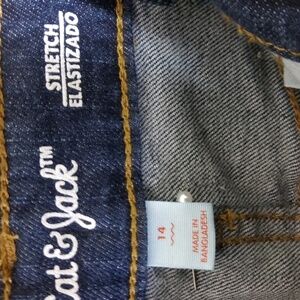 STRETCH
ELASTIZADO
Cat & Jack™
14
MADE IN
BANGLADESH